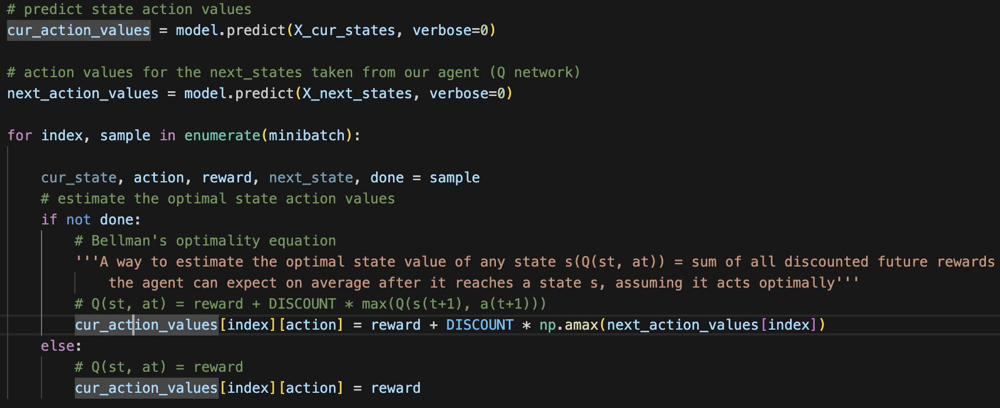 # predict state action values
cur_action_values = model.predict(X_cur_states, verbose=0)
# action values for the next_states taken from our agent (Q network)
next_action_values = model.predict(X_next_states, verbose=0)
for index, sample in enumerate(minibatch):
cur_state, action, reward, next_state, done = sample
# estimate the optimal state action values
if not done:
# Bellman's optimality equation
'''A way to estimate the optimal state value of any state s(Q(st, at)) = sum of all discounted future rewards
the agent can expect on average after it reaches a state s, assuming it acts optimally'''
# Q(st, at) = reward + DISCOUNT * max(Q(s(t+1), a(t+1)))
cur_action_values[index][action] = reward + DISCOUNT * np.amax(next_action_values[index])
else:
# Q(st, at) = reward
cur_action_values[index][action] = reward